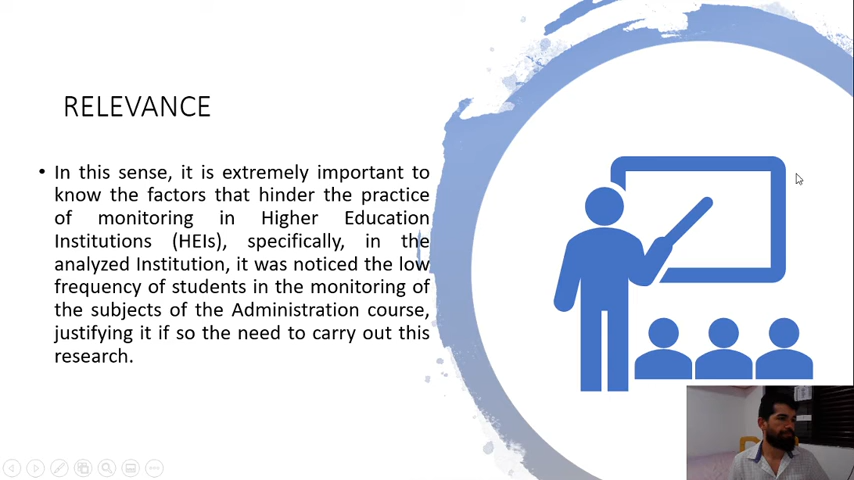 RELEVANCE
• In this sense, it is extremely important to
know the factors that hinder the practice
of monitoring in Higher Education
Institutions (HEIs), specifically, in the
analyzed Institution, it was noticed the low
frequency of students in the monitoring of
the subjects of the Administration course,
justifying it if so the need to carry out this
research.